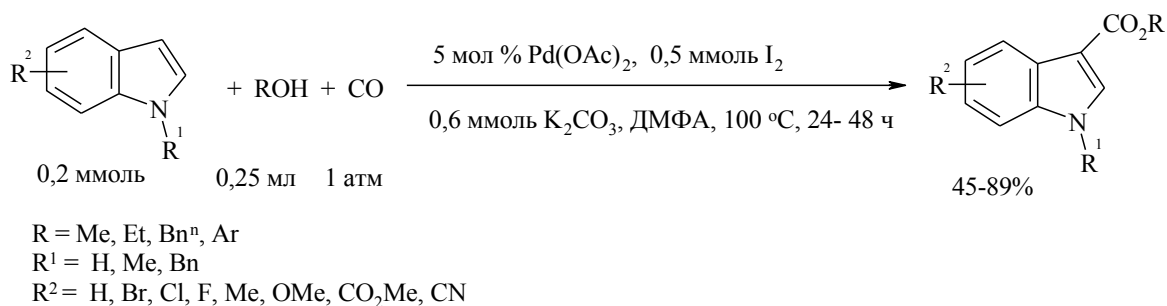 CO₂R
R²
N
R¹
+ ROH + CO
5 мол % Pd(OAc)₂, 0,5 ммоль I₂
0,6 ммоль K₂CO₃, ДМФА, 100 ºС, 24- 48 ч
R²
N
R¹
0,2 ммоль 0,25 мл 1 атм
45-89%
R = Me, Et, Bnⁿ, Ar
R¹ = H, Me, Bn
R² = H, Br, Cl, F, Me, OMe, CO₂Me, CN